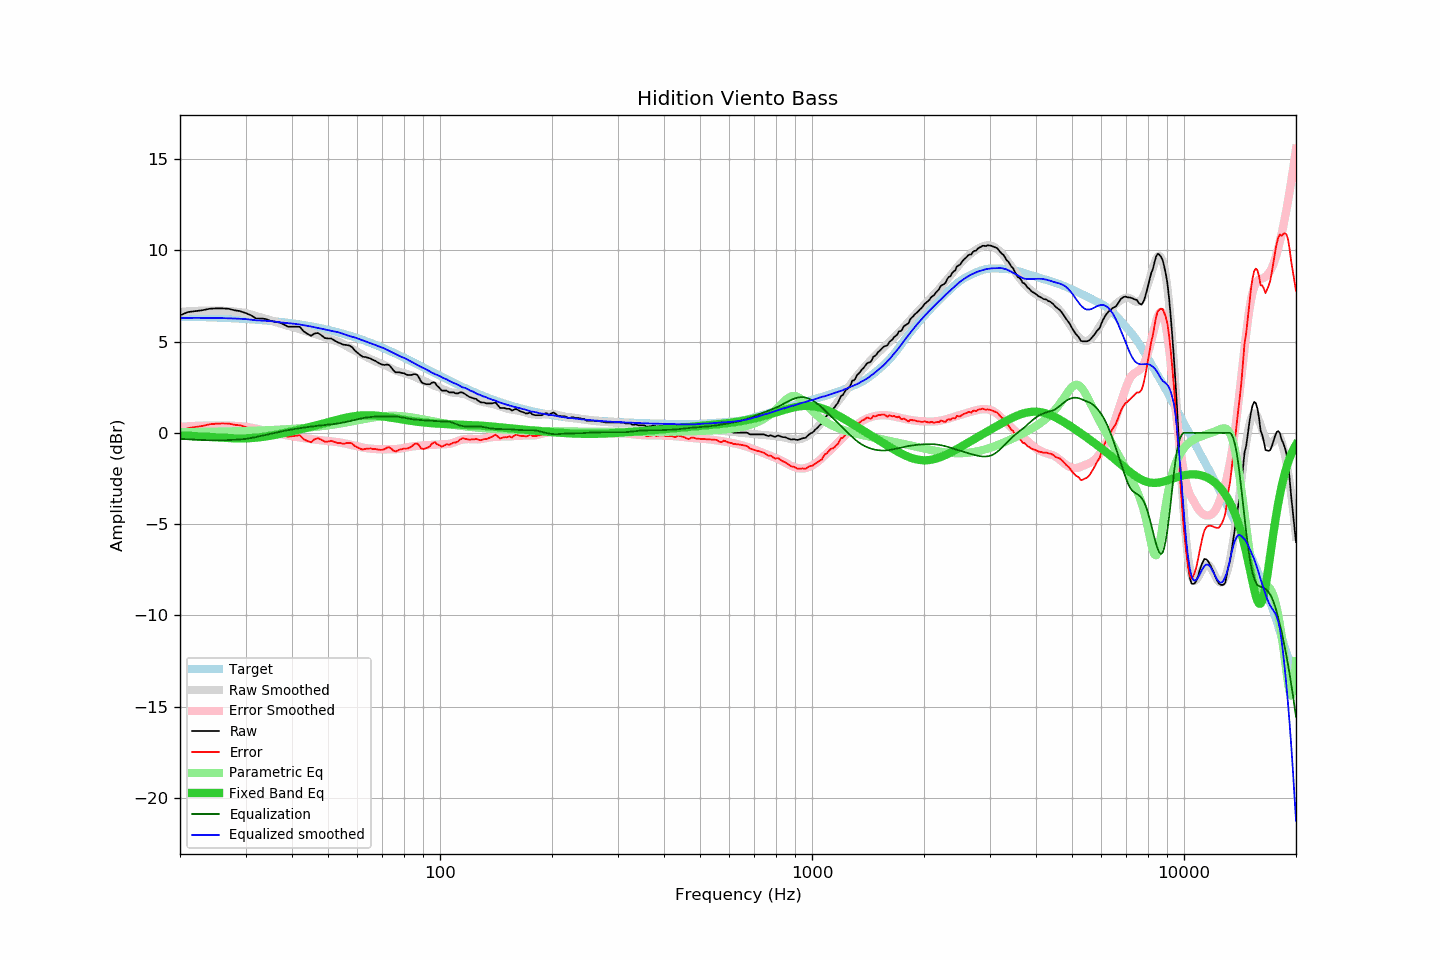 Hidition Viento Bass
15
10
5
0
−5
−10
−15
−20
Amplitude (dBr)
Target
Raw Smoothed
Error Smoothed
Raw
Error
Parametric Eq
Fixed Band Eq
Equalization
Equalized smoothed
100
1000
10000
Frequency (Hz)